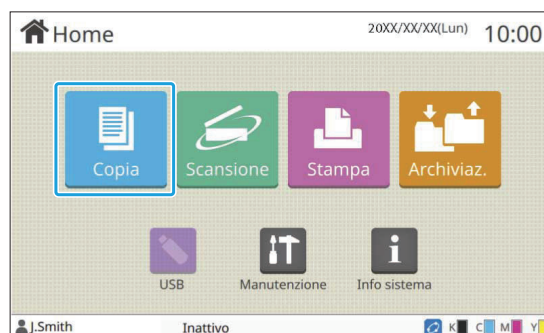 Home 20XX/XX/XX(Lun) 10:00
Copia Scansione Stampa Archiviaz.
USB Manutenzione Info sistema
J.Smith Inattivo K C M Y